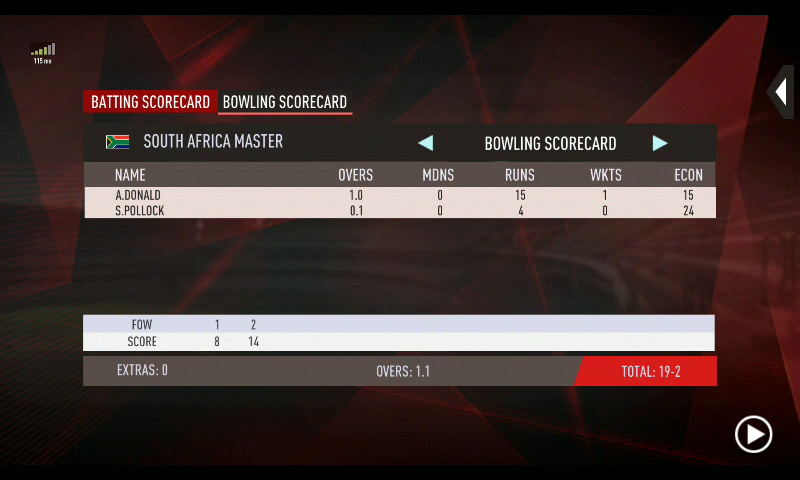 115 ms
BATTING SCORECARD BOWLING SCORECARD
SOUTH AFRICA MASTER BOWLING SCORECARD
NAME OVERS MDNS RUNS WKTS ECON
A.DONALD 1.0 0 15 1 15
S.POLLOCK 0.1 0 4 0 24
FOW 1 2
SCORE 8 14
EXTRAS: 0 OVERS: 1.1 TOTAL: 19-2